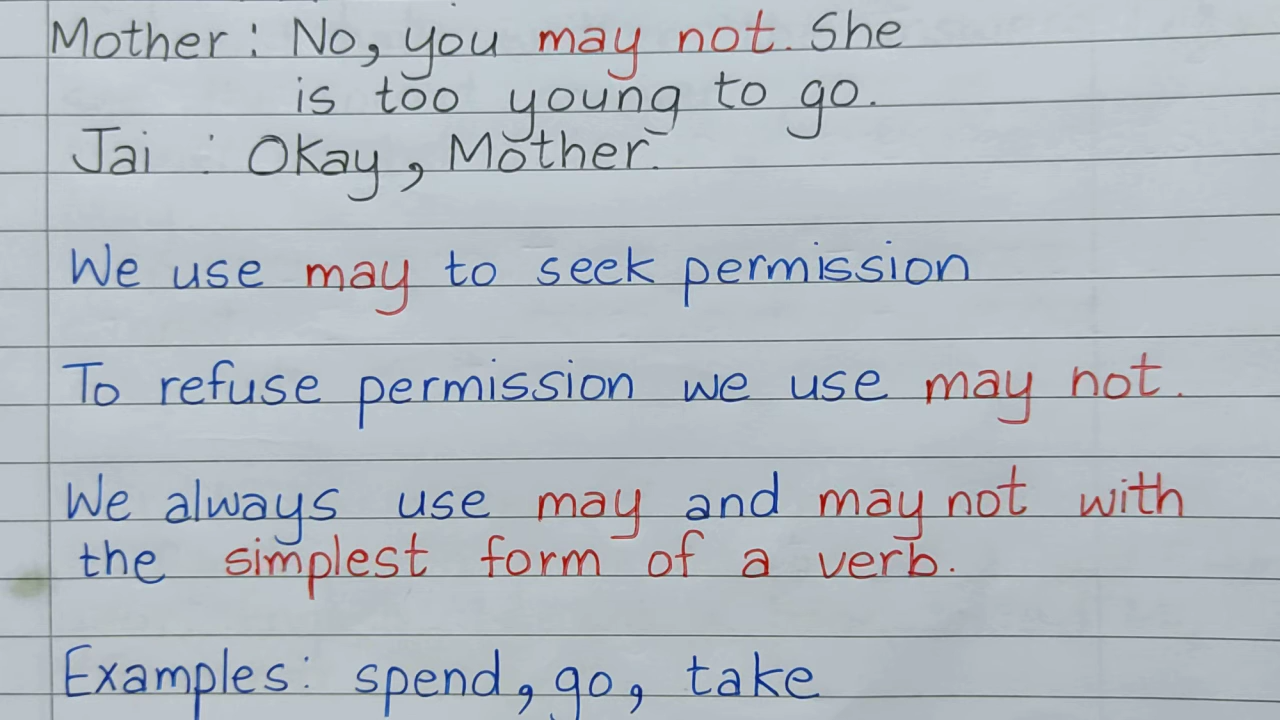 Mother : No, you may not. She
is too young to go.
Jai : Okay, Mother.
We use may to seek permission
To refuse permission we use may not.
We always use may and may not with
the simplest form of a verb.
Examples: spend, go, take